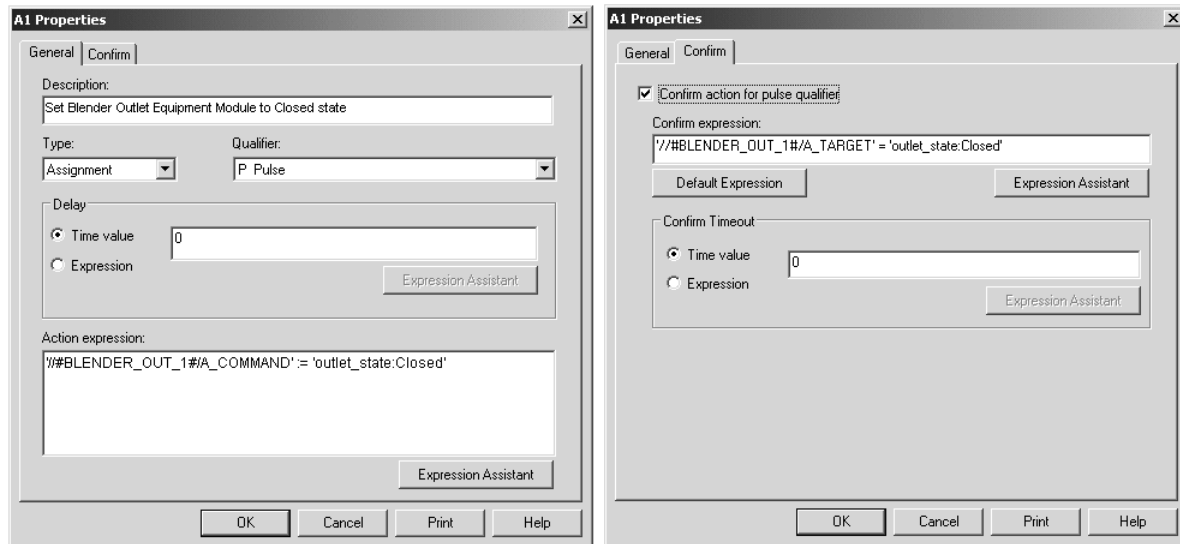 A1 Properties
General
Confirm
Description:
Set Blender Outlet Equipment Module to Closed state
Type:
Qualifier:
Assignment
P Pulse
Delay
Time value
0
Expression
Expression Assistant
Action expression:
'//#BLENDER_OUT_1#/A_COMMAND' := 'outlet_state:Closed'
Expression Assistant
OK
Cancel
Print
Help
A1 Properties
General
Confirm
Confirm action for pulse qualifier
Confirm expression:
'//#BLENDER_OUT_1#/A_TARGET' = 'outlet_state:Closed'
Default Expression
Expression Assistant
Confirm Timeout
Time value
0
Expression
Expression Assistant
OK
Cancel
Print
Help